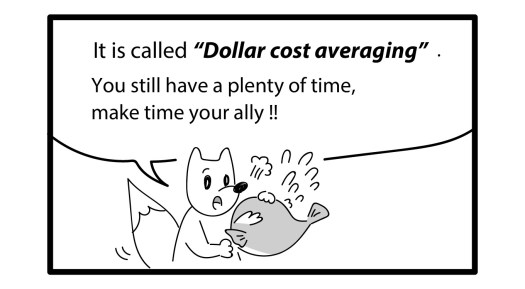 It is called “Dollar cost averaging” .
You still have a plenty of time,
make time your ally !!